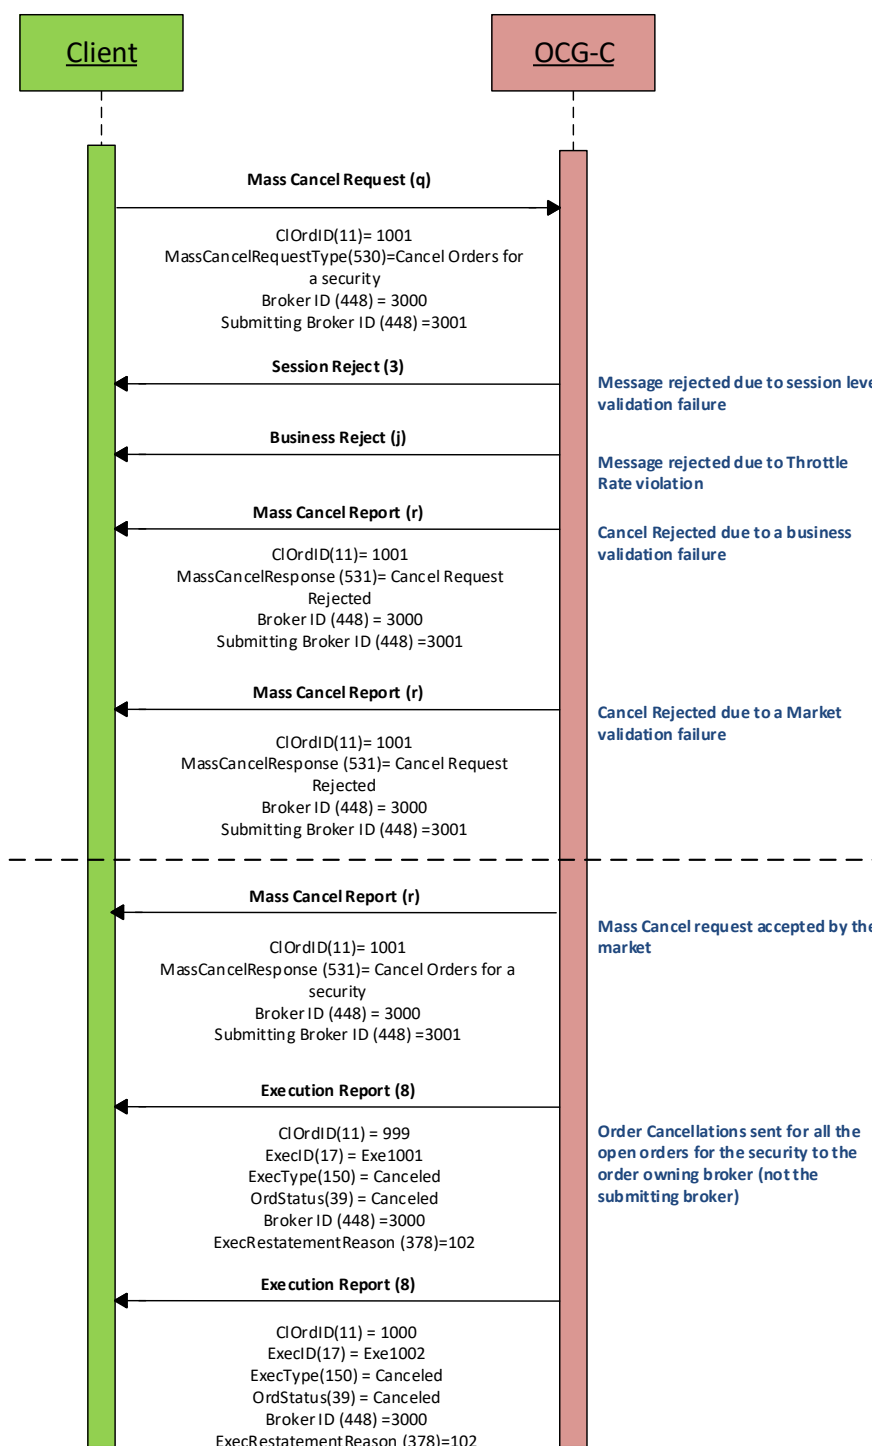 Client
OCG-C
Mass Cancel Request (q)
ClOrdID(11)= 1001
MassCancelRequestType(530)=Cancel Orders for
a security
Broker ID (448) = 3000
Submitting Broker ID (448) =3001
Session Reject (3)
Message rejected due to session leve
validation failure
Business Reject (j)
Message rejected due to Throttle
Rate violation
Mass Cancel Report (r)
Cancel Rejected due to a business
validation failure
ClOrdID(11)= 1001
MassCancelResponse (531)= Cancel Request
Rejected
Broker ID (448) = 3000
Submitting Broker ID (448) =3001
Mass Cancel Report (r)
Cancel Rejected due to a Market
validation failure
ClOrdID(11)= 1001
MassCancelResponse (531)= Cancel Request
Rejected
Broker ID (448) = 3000
Submitting Broker ID (448) =3001
Mass Cancel Report (r)
Mass Cancel request accepted by the
market
ClOrdID(11)= 1001
MassCancelResponse (531)= Cancel Orders for a
security
Broker ID (448) = 3000
Submitting Broker ID (448) =3001
Execution Report (8)
Order Cancellations sent for all the
open orders for the security to the
order owning broker (not the
submitting broker)
ClOrdID(11) = 999
ExecID(17) = Exe1001
ExecType(150) = Canceled
OrdStatus(39) = Canceled
Broker ID (448) =3000
ExecRestatementReason (378)=102
Execution Report (8)
ClOrdID(11) = 1000
ExecID(17) = Exe1002
ExecType(150) = Canceled
OrdStatus(39) = Canceled
Broker ID (448) =3000
ExecRestatementReason (378)=102